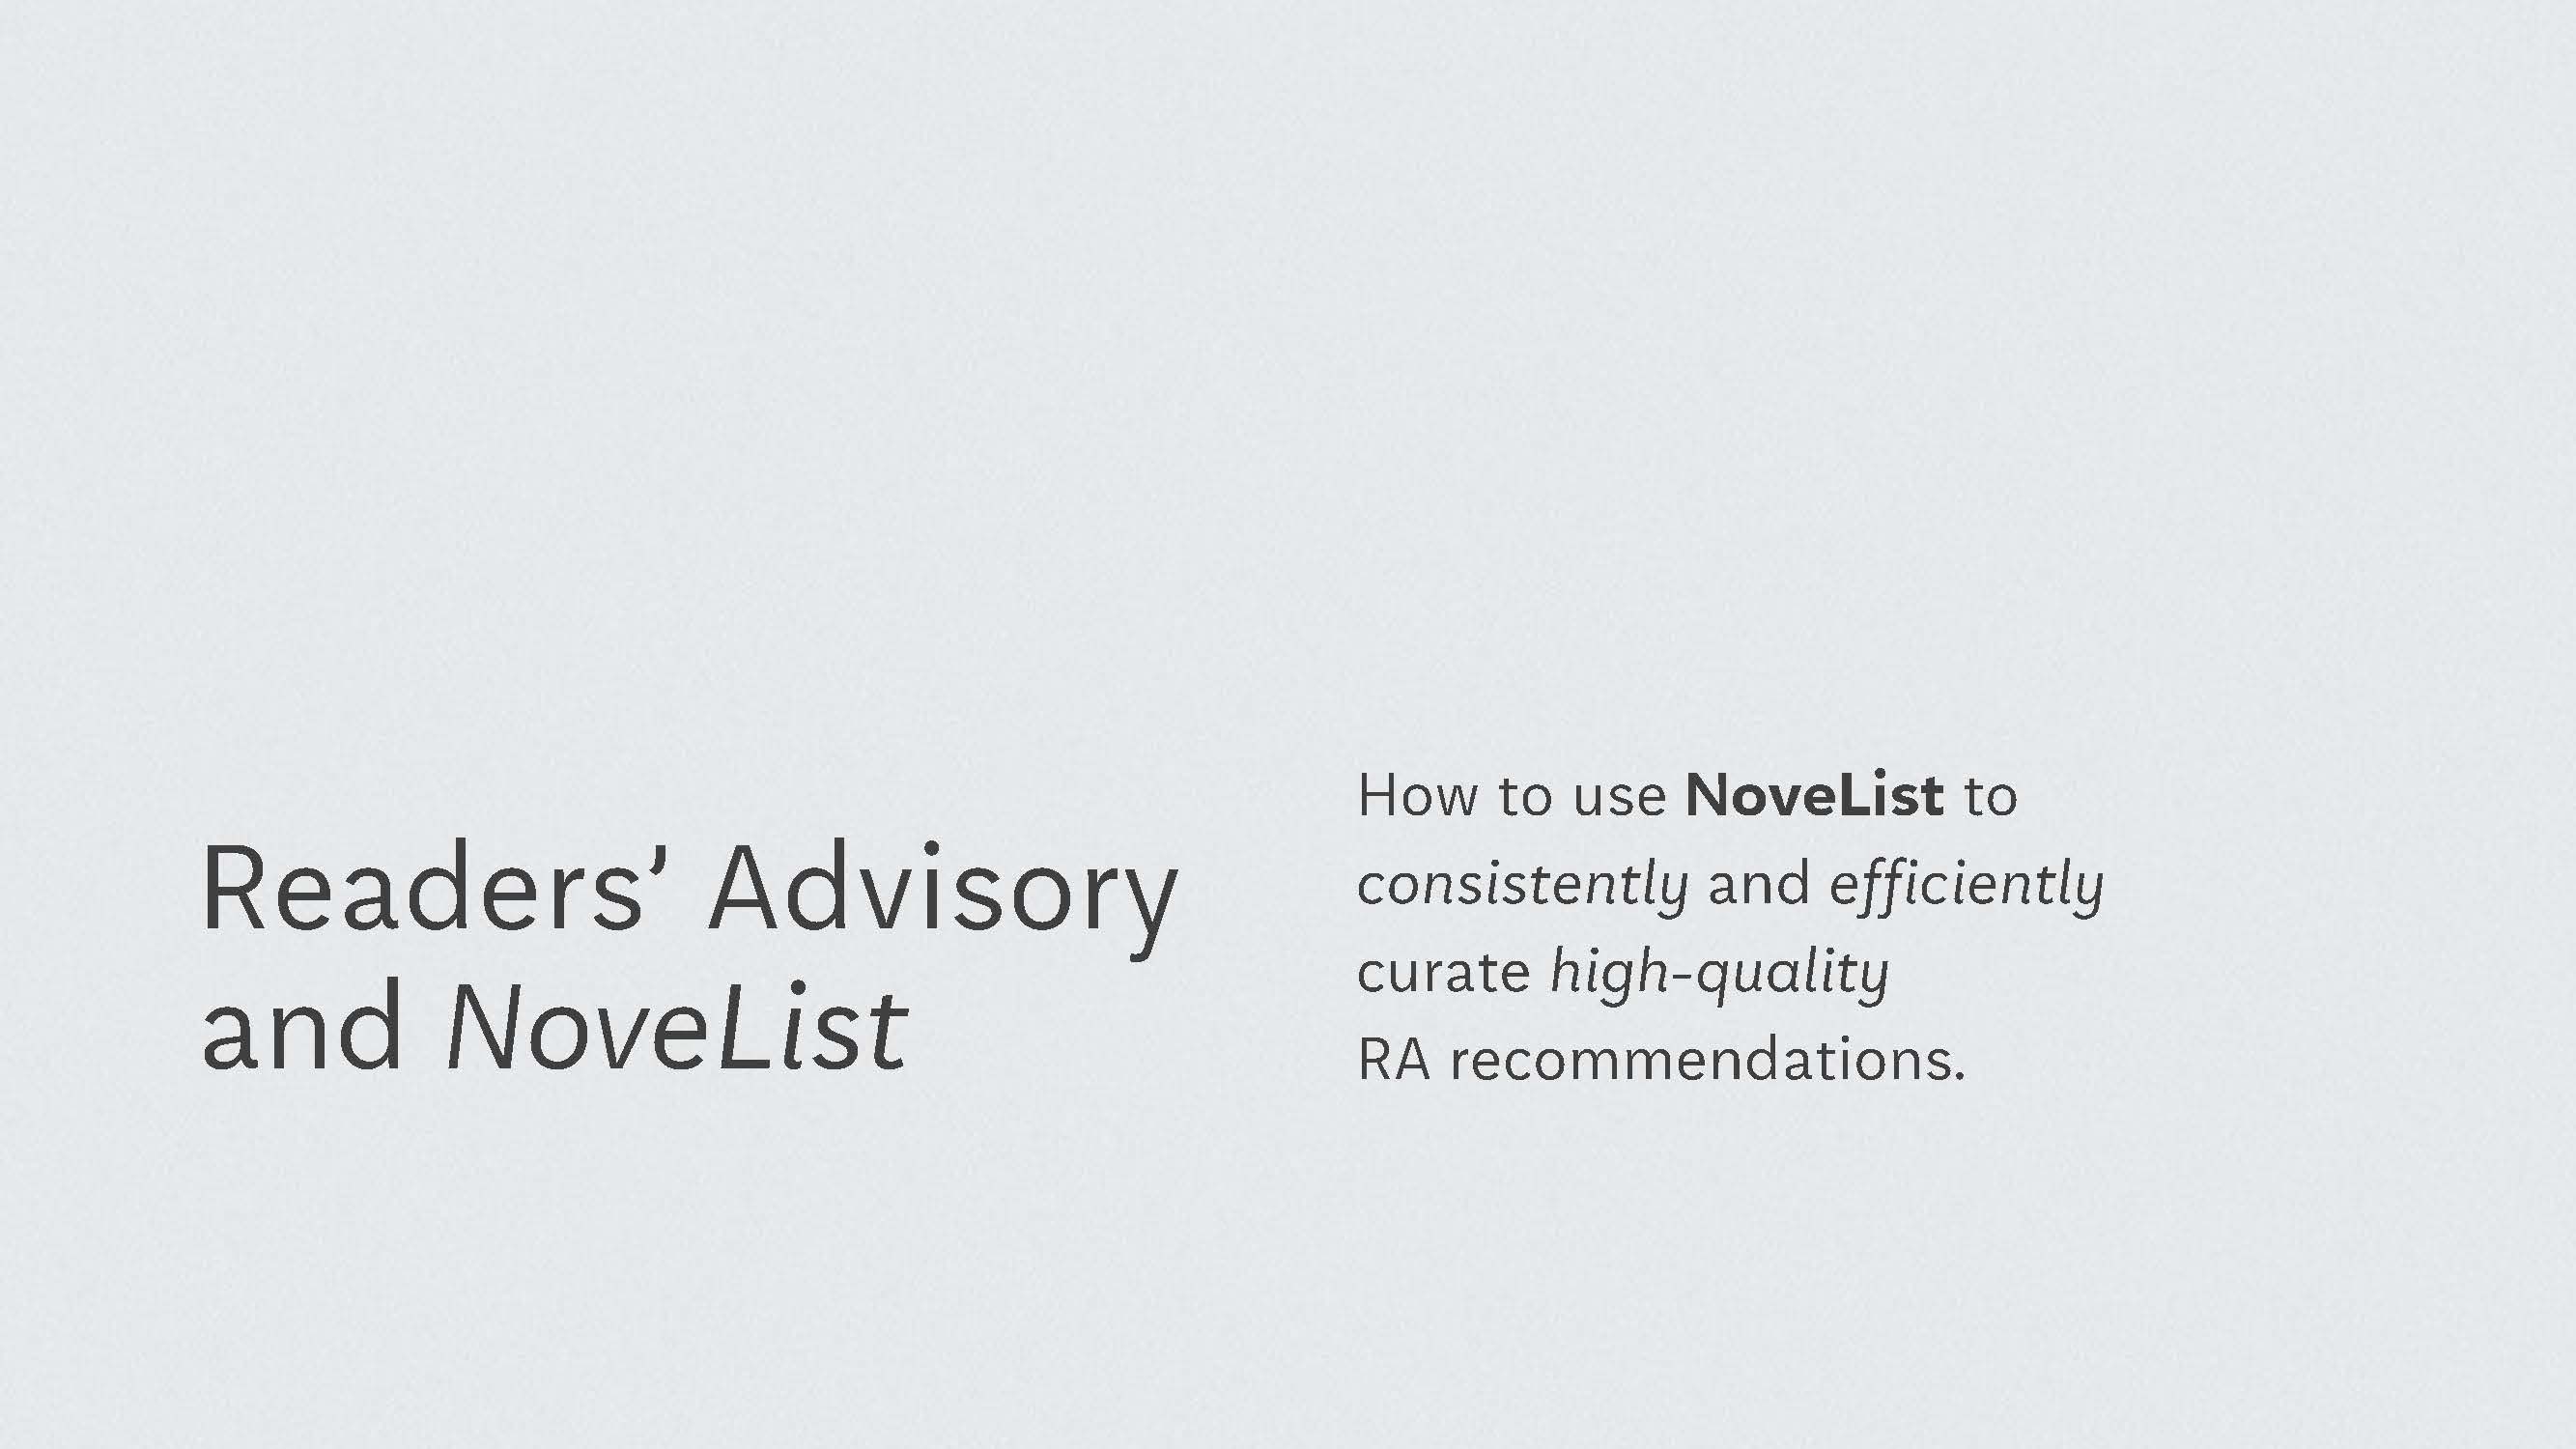 Readers’ Advisory
and NoveList
How to use NoveList to
consistently and efficiently
curate high-quality
RA recommendations.